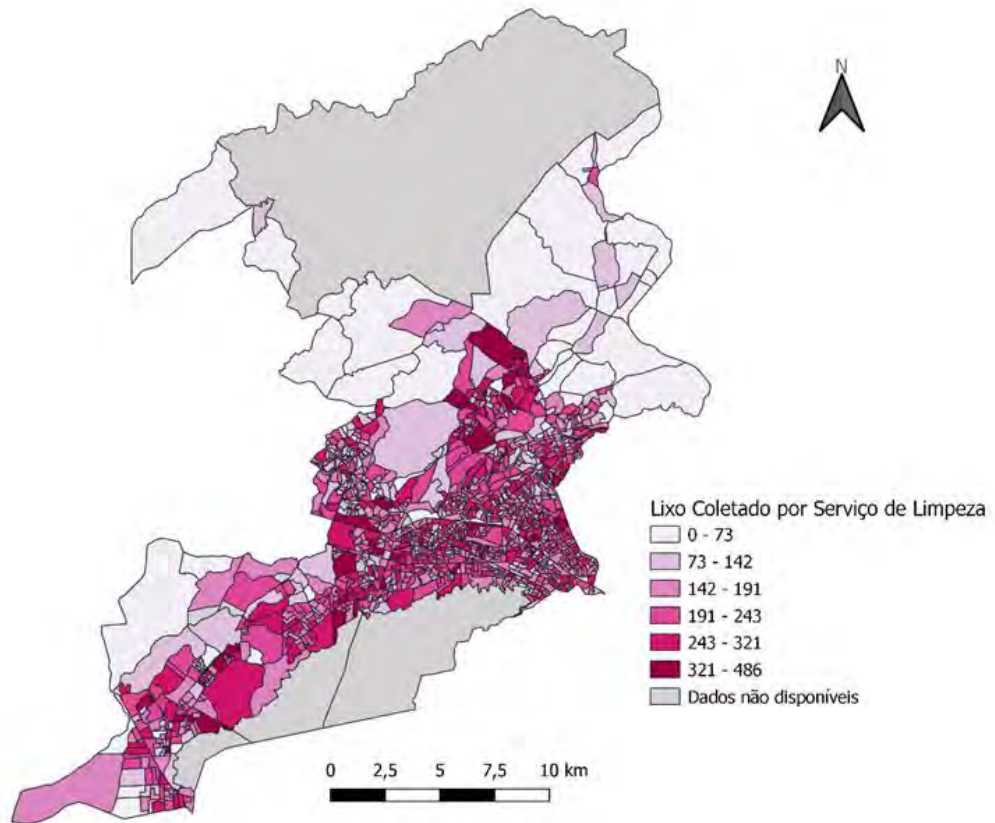 N
Lixo Coletado por Serviço de Limpeza
0 - 73
73 - 142
142 - 191
191 - 243
243 - 321
321 - 486
Dados não disponíveis
0 2,5 5 7,5 10 km